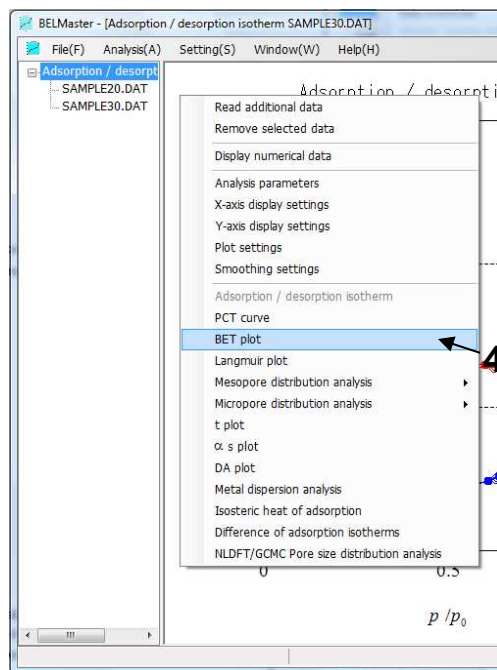 BELMaster - [Adsorption / desorption isotherm SAMPLE30.DAT]
File(F) Analysis(A) Setting(S) Window(W) Help(H)
Adsorption / desorpt
SAMPLE20.DAT
SAMPLE30.DAT
Adsorption / desorpti
Read additional data
Remove selected data
Display numerical data
Analysis parameters
X-axis display settings
Y-axis display settings
Plot settings
Smoothing settings
Adsorption / desorption isotherm
PCT curve
BET plot
4
Langmuir plot
Mesopore distribution analysis
Micropore distribution analysis
t plot
α s plot
DA plot
Metal dispersion analysis
Isosteric heat of adsorption
Difference of adsorption isotherms
NLDFT/GCMC Pore size distribution analysis
0 0.5
p /p0